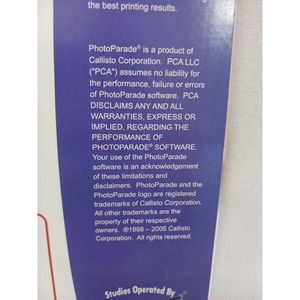 the best printing results.
PhotoParade® is a product of
Callisto Corporation. PCA LLC
("PCA") assumes no liability for
the performance, failure or errors
of PhotoParade software. PCA
DISCLAIMS ANY AND ALL
WARRANTIES, EXPRESS OR
IMPLIED, REGARDING THE
PERFORMANCE OF
PHOTOPARADE® SOFTWARE.
Your use of the PhotoParade
software is an acknowledgement
of these limitations and
disclaimers. PhotoParade and the
PhotoParade logo are registered
trademarks of Callisto Corporation.
All other trademarks are the
property of their respective
owners. ©1998 – 2005 Callisto
Corporation. All rights reserved.
Studios Operated By